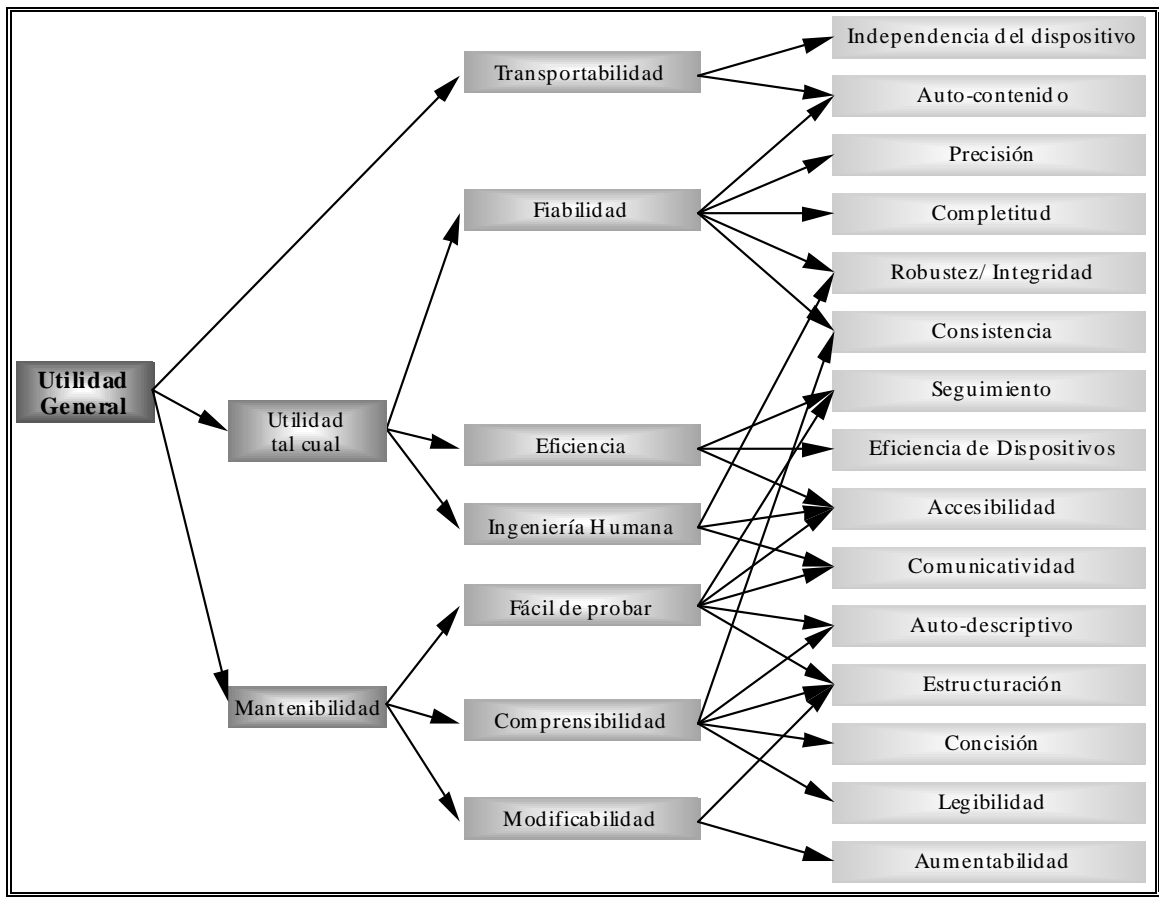 Utilidad
General
Utilidad
tal cual
Mantenibilidad
Transportabilidad
Fiabilidad
Eficiencia
Ingeniería Humana
Fácil de probar
Comprensibilidad
Modificabilidad
Independencia del dispositivo
Auto-contenido
Precisión
Completitud
Robustez/ Integridad
Consistencia
Seguimiento
Eficiencia de Dispositivos
Accesibilidad
Comunicatividad
Auto-descriptivo
Estructuración
Concisión
Legibilidad
Aumentabilidad